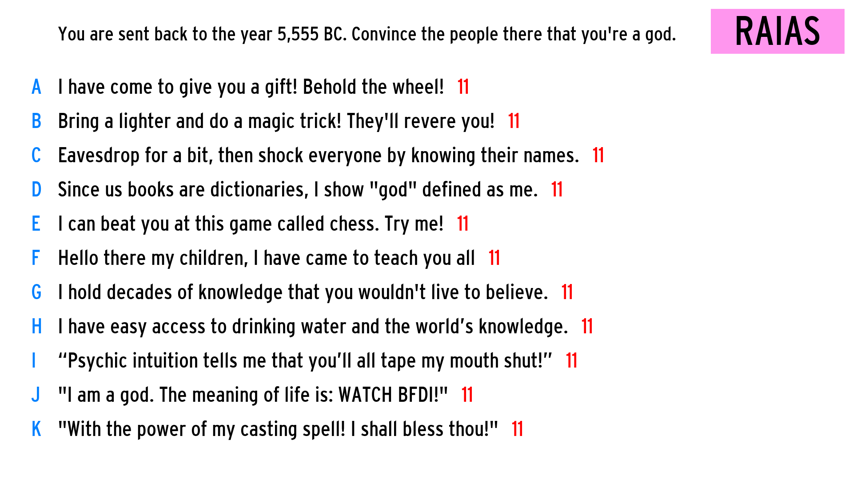 You are sent back to the year 5,555 BC. Convince the people there that you're a god.
RAIAS
A I have come to give you a gift! Behold the wheel! 11
B Bring a lighter and do a magic trick! They'll revere you! 11
C Eavesdrop for a bit, then shock everyone by knowing their names. 11
D Since us books are dictionaries, I show "god" defined as me. 11
E I can beat you at this game called chess. Try me! 11
F Hello there my children, I have came to teach you all 11
G I hold decades of knowledge that you wouldn't live to believe. 11
H I have easy access to drinking water and the world’s knowledge. 11
I “Psychic intuition tells me that you’ll all tape my mouth shut!” 11
J "I am a god. The meaning of life is: WATCH BFDI!" 11
K "With the power of my casting spell! I shall bless thou!" 11